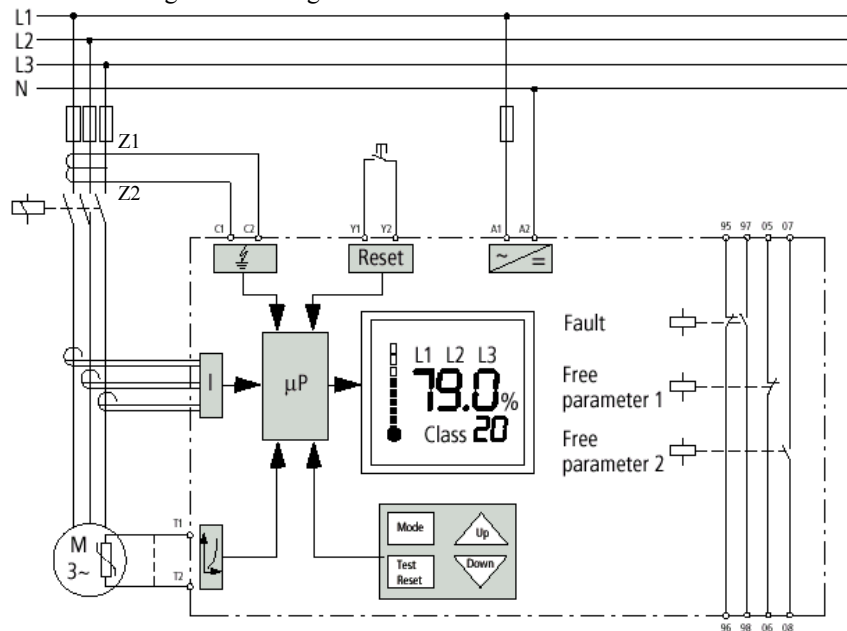 L1
L2
L3
N
Z1
Z2
C1 C2 Y1 Y2 A1 A2 95 97 05 07
Reset
~ =
Fault
L1 L2 L3
79.0%
Class 20
I
µP
Free
parameter 1
Free
parameter 2
T1
T2
M
3~
Mode
Up
Test
Reset
Down
96 98 06 08